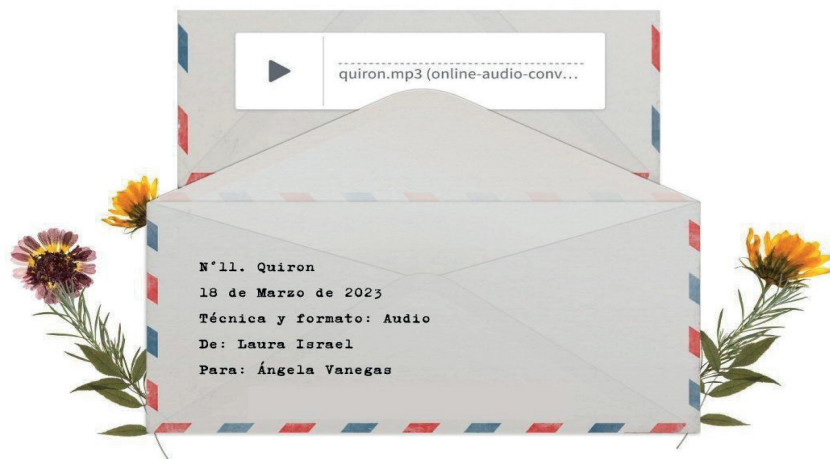 quiron.mp3 (online-audio-conv...
N°11. Quiron
18 de Marzo de 2023
Técnica y formato: Audio
De: Laura Israel
Para: Ángela Vanegas